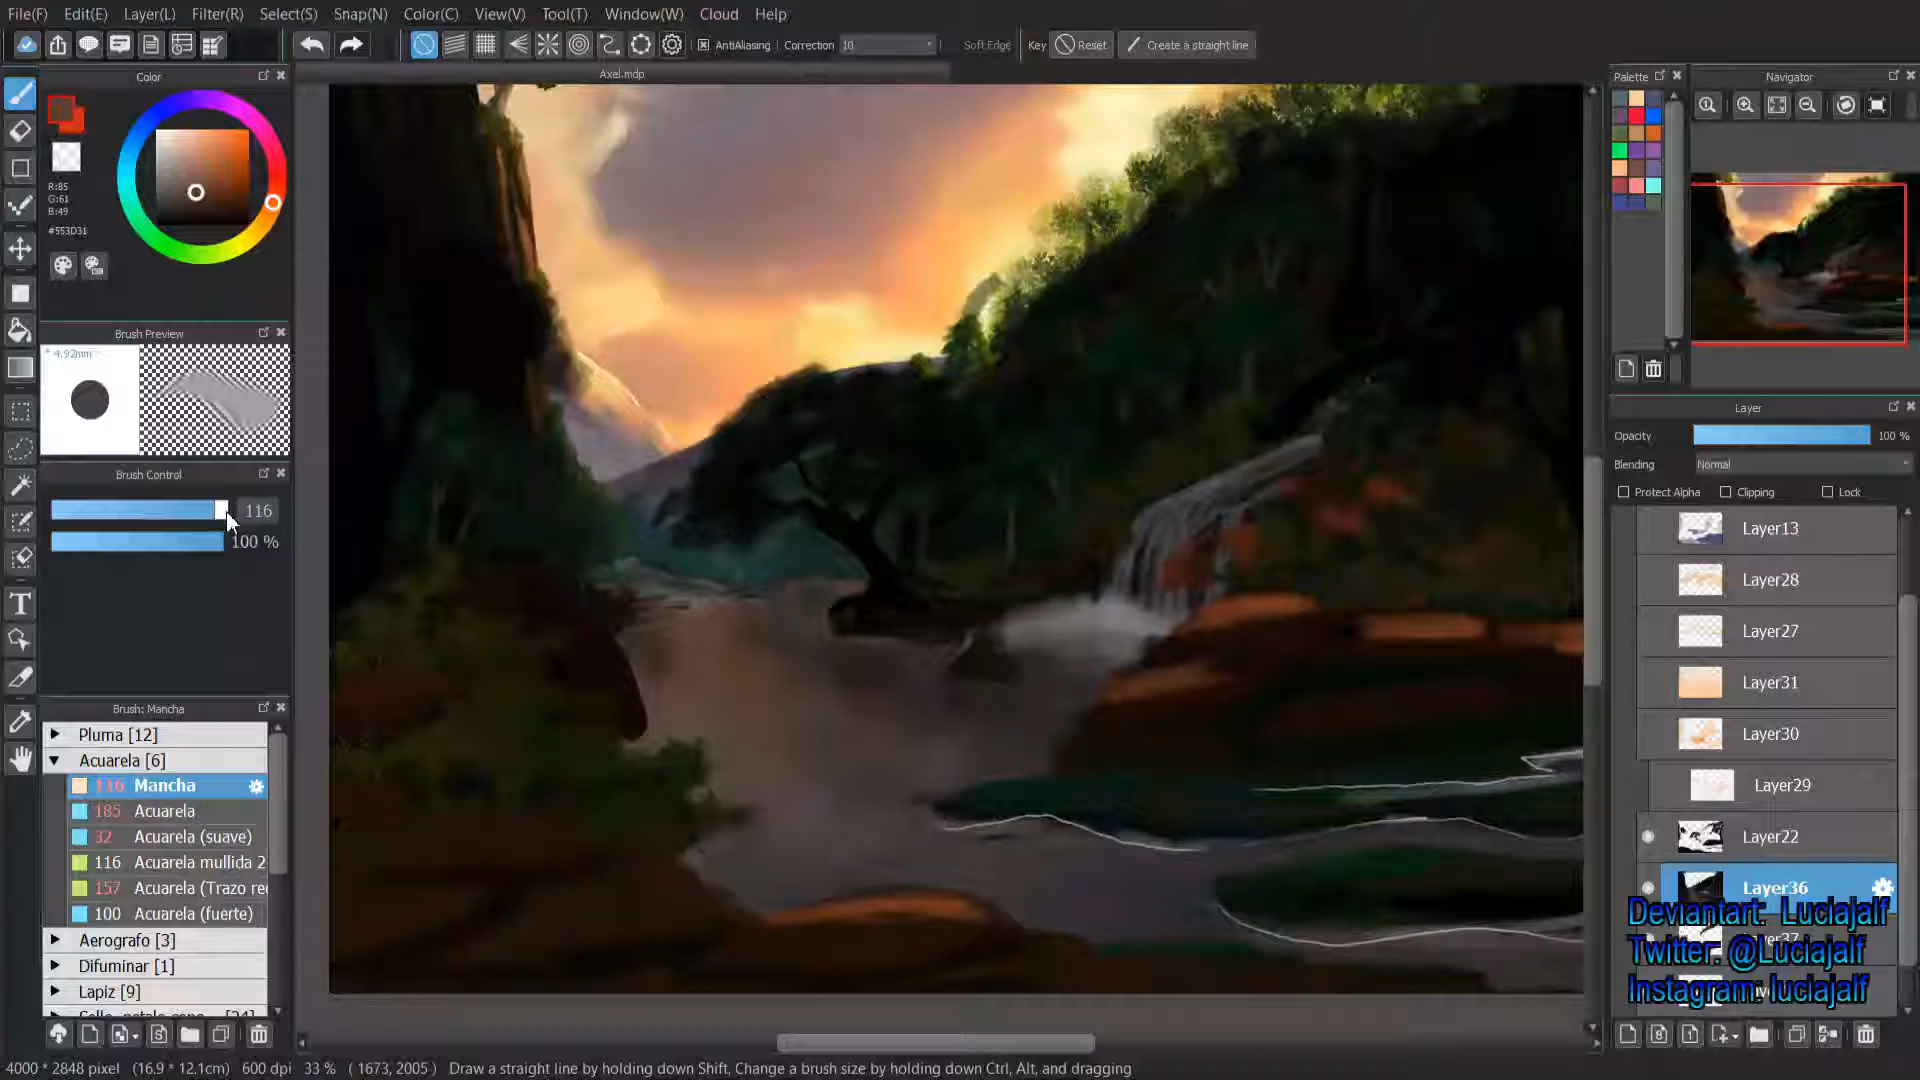 File(F) Edit(E) Layer(L) Filter(R) Select(S) Snap(N) Color(C) View(V) Tool(T) Window(W) Cloud Help
AntiAliasing Correction 10 Soft Edge Key Reset Create a straight line
Axel.mdp
Color
R:85
G:61
B:49
#553D31
Brush Preview
* 4.92mm
Brush Control
116
100 %
Brush: Mancha
Pluma [12]
Acuarela [6]
116 Mancha
185 Acuarela
32 Acuarela (suave)
116 Acuarela mullida 2
157 Acuarela (Trazo rec
100 Acuarela (fuerte)
Aerografo [3]
Difuminar [1]
Lapiz [9]
Palette
Navigator
Layer
Opacity 100 %
Blending Normal
Protect Alpha Clipping Lock
Layer13
Layer28
Layer27
Layer31
Layer30
Layer29
Layer22
Layer36
Deviantart: Luciajalf
Twitter: @Luciajalf
Instagram: luciajalf
4000 * 2848 pixel (16.9 * 12.1cm) 600 dpi 33 % ( 1673, 2005 ) Draw a straight line by holding down Shift, Change a brush size by holding down Ctrl, Alt, and dragging